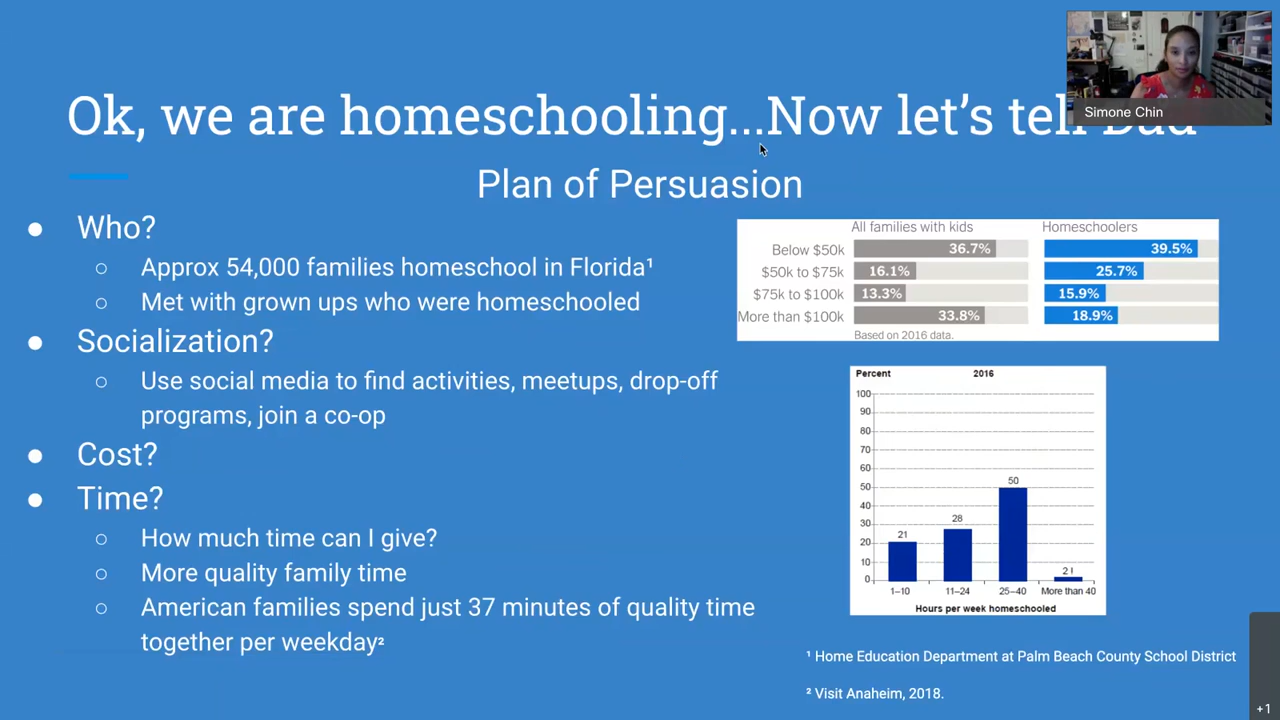 Ok, we are homeschooling...Now let's tell Dad
Simone Chin
Plan of Persuasion
● Who?
○ Approx 54,000 families homeschool in Florida¹
○ Met with grown ups who were homeschooled
● Socialization?
○ Use social media to find activities, meetups, drop-off
programs, join a co-op
● Cost?
● Time?
○ How much time can I give?
○ More quality family time
○ American families spend just 37 minutes of quality time
together per weekday²
All families with kids Homeschoolers
Below $50k 36.7% 39.5%
$50k to $75k 16.1% 25.7%
$75k to $100k 13.3% 15.9%
More than $100k 33.8% 18.9%
Based on 2016 data.
Percent 2016
100
90
80
70
60
50 50
40
30 28
20 21
10
0 2 !
1–10 11–24 25–40 More than 40
Hours per week homeschooled
¹ Home Education Department at Palm Beach County School District
² Visit Anaheim, 2018.
+1